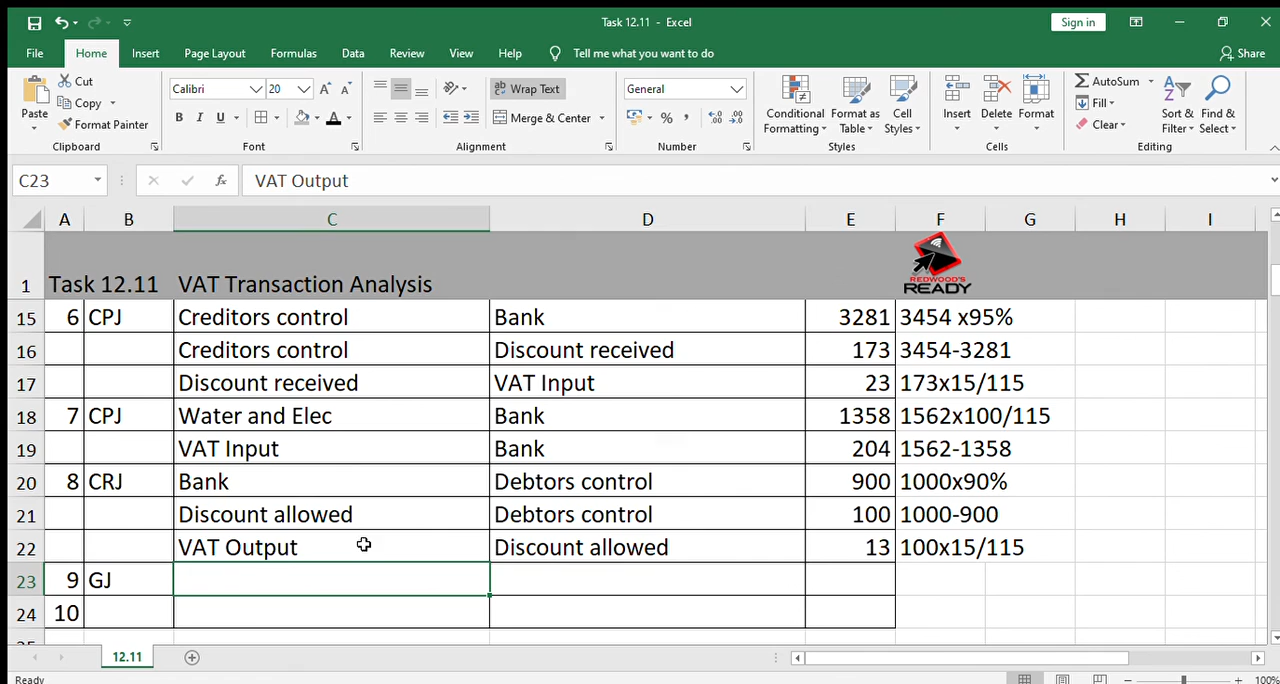 Task 12.11 - Excel
Sign in
File Home Insert Page Layout Formulas Data Review View Help Tell me what you want to do Share
Paste Cut Copy Format Painter Clipboard
Calibri 20 A A B I U A Font
ab Wrap Text Merge & Center Alignment
General % , Number
Conditional Formatting Format as Table Cell Styles Styles
Insert Delete Format Cells
AutoSum Fill Clear Sort & Filter Find & Select Editing
C23 fx VAT Output
A B C D E F G H I
1 Task 12.11 VAT Transaction Analysis REDWOOD'S READY
15 6 CPJ Creditors control Bank 3281 3454 x95%
16 Creditors control Discount received 173 3454-3281
17 Discount received VAT Input 23 173x15/115
18 7 CPJ Water and Elec Bank 1358 1562x100/115
19 VAT Input Bank 204 1562-1358
20 8 CRJ Bank Debtors control 900 1000x90%
21 Discount allowed Debtors control 100 1000-900
22 VAT Output Discount allowed 13 100x15/115
23 9 GJ
24 10
12.11
Ready 100%